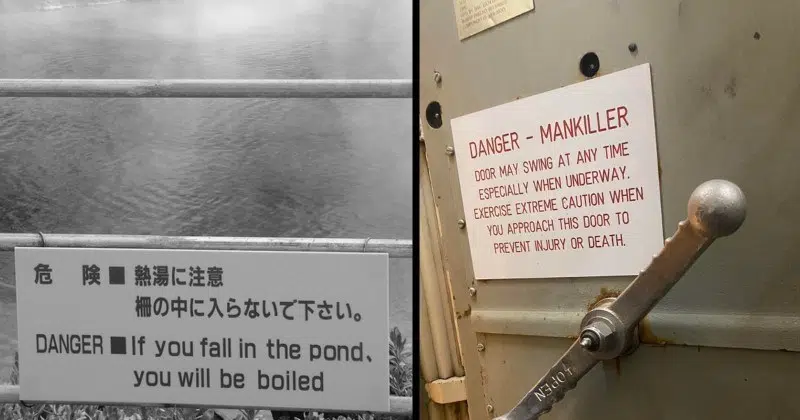 危 険■熱湯に注意
柵の中に入らないで下さい。
DANGER■If you fall in the pond、
you will be boiled
DANGER - MANKILLER
DOOR MAY SWING AT ANY TIME
ESPECIALLY WHEN UNDERWAY.
EXERCISE EXTREME CAUTION WHEN
YOU APPROACH THIS DOOR TO
PREVENT INJURY OR DEATH.
OPEN